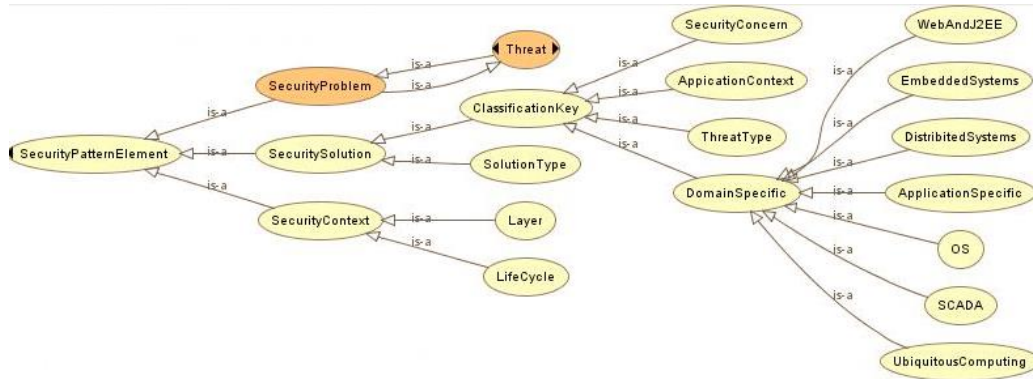 SecurityConcern
WebAndJ2EE
Threat
is-a
is-a
is-a
is-a
EmbeddedSystems
SecurityProblem
is-a
ApplicationContext
is-a
ClassificationKey
is-a
is-a
is-a
DistribitedSystems
is-a
ThreatType
is-a
SecurityPatternElement
is-a
SecuritySolution
is-a
SolutionType
is-a
DomainSpecific
is-a
ApplicationSpecific
is-a
SecurityContext
is-a
Layer
is-a
OS
is-a
is-a
LifeCycle
SCADA
is-a
UbiquitousComputing